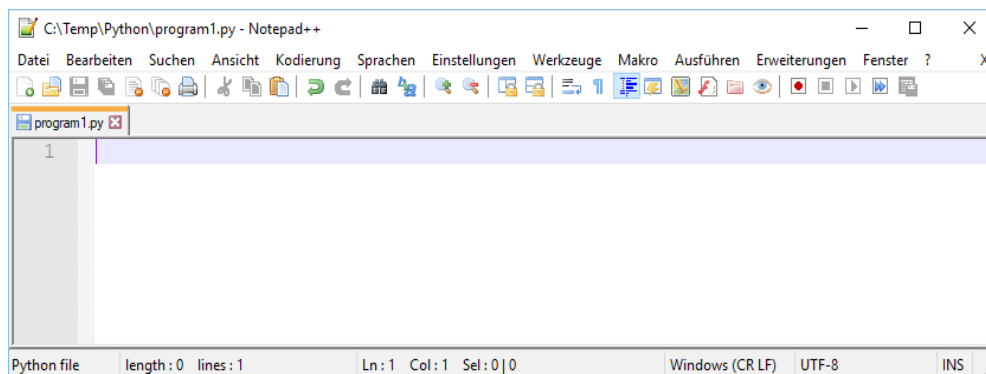 C:\Temp\Python\program1.py - Notepad++
Datei Bearbeiten Suchen Ansicht Kodierung Sprachen Einstellungen Werkzeuge Makro Ausführen Erweiterungen Fenster ? X
program1.py
1
Python file length : 0 lines : 1 Ln : 1 Col : 1 Sel : 0 | 0 Windows (CR LF) UTF-8 INS